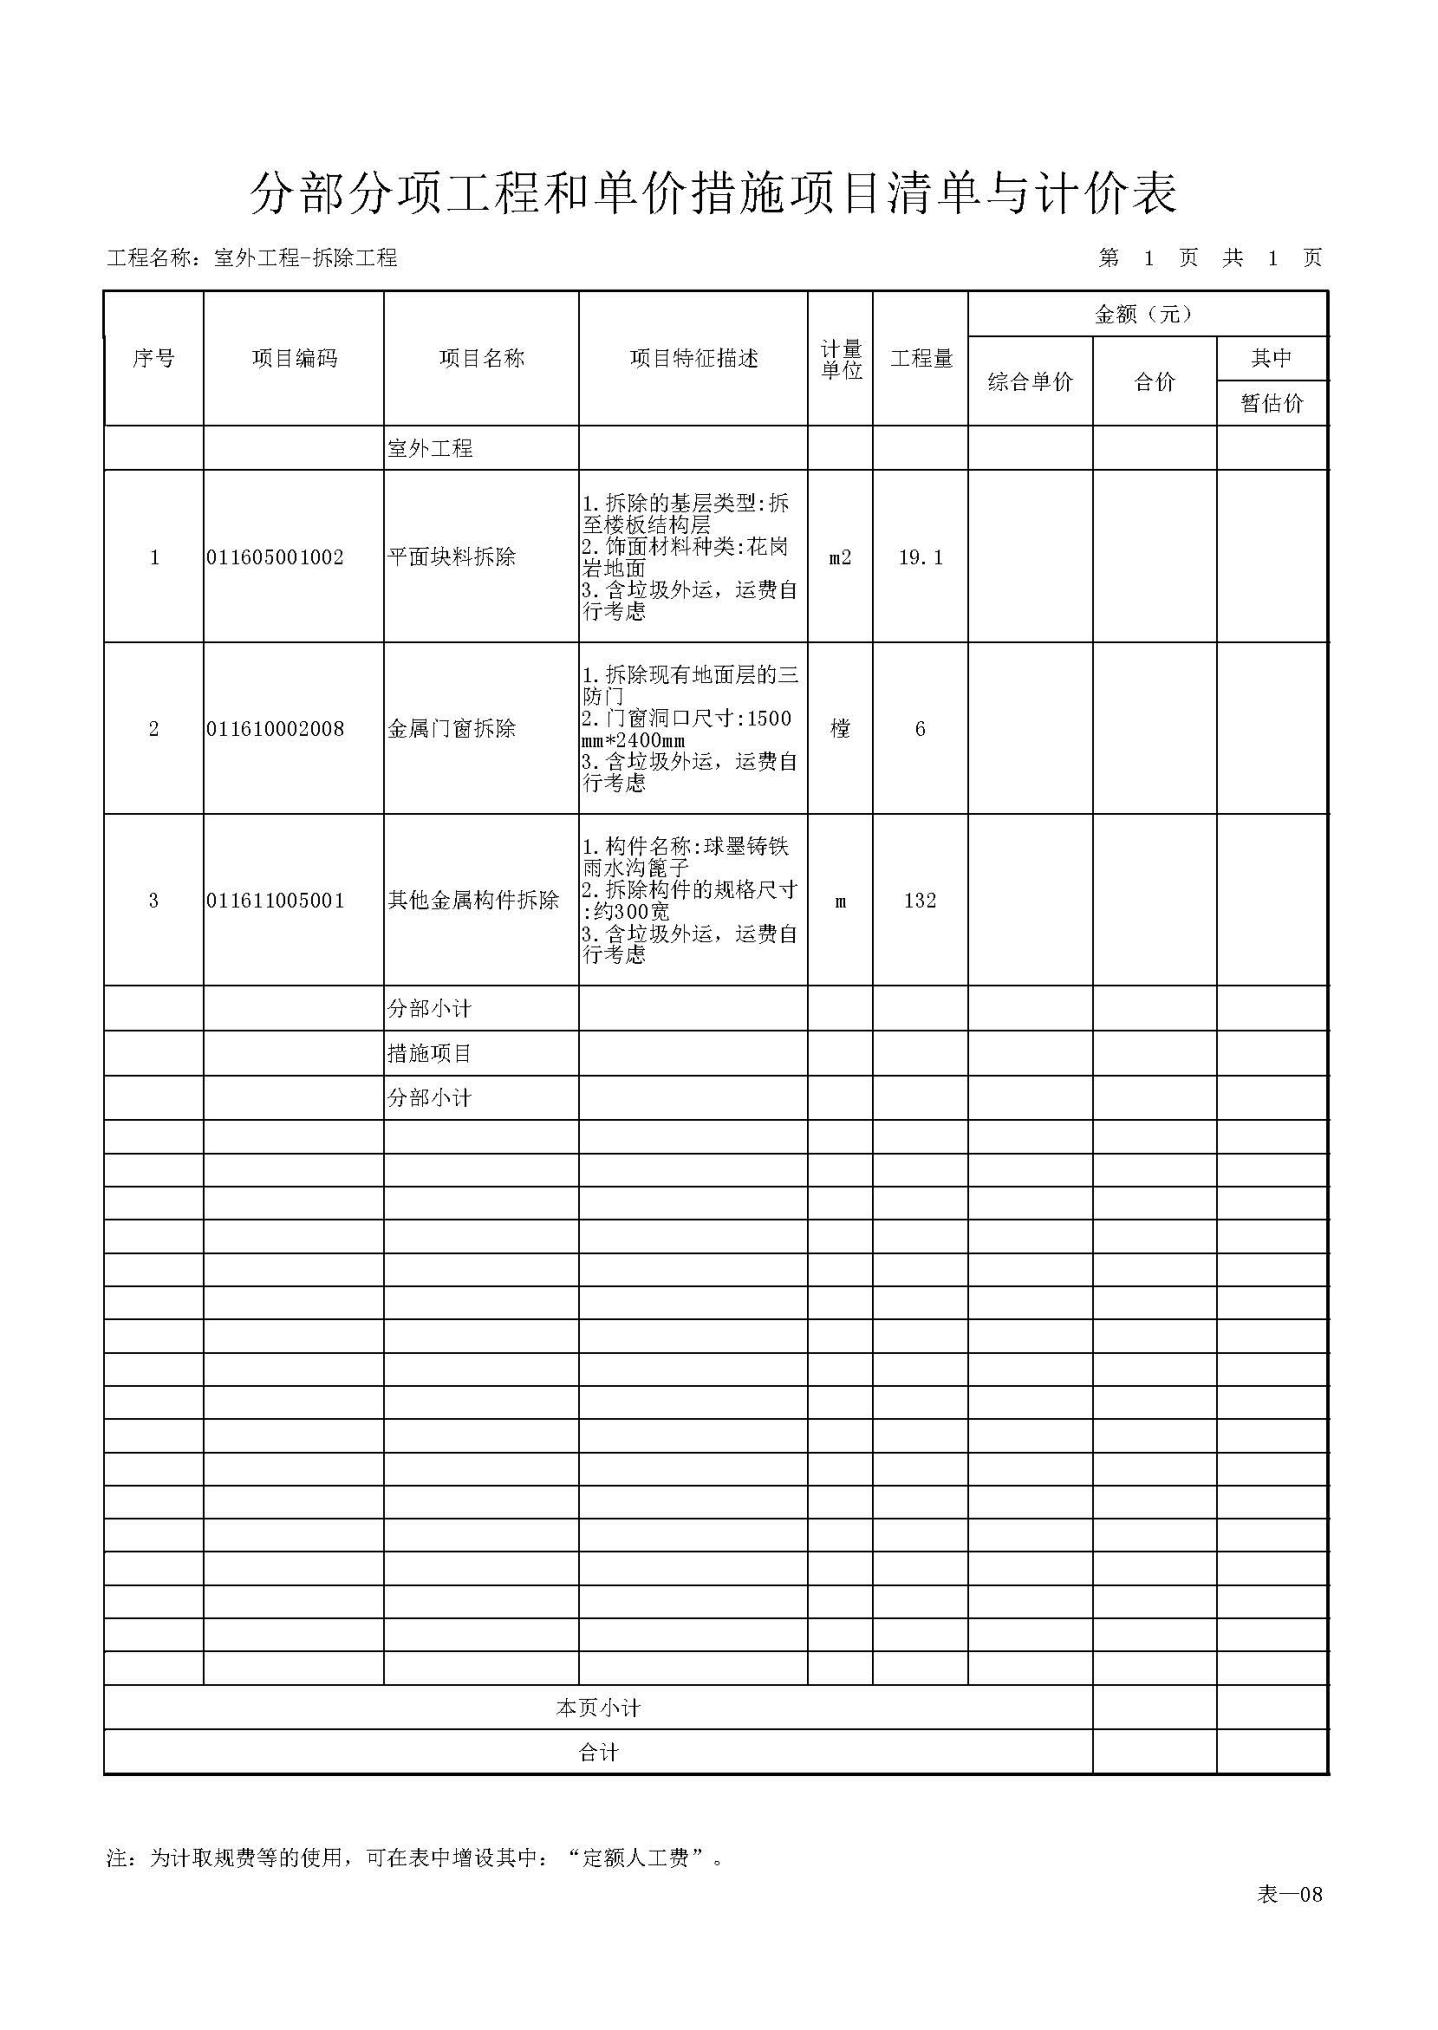 分部分项工程和单价措施项目清单与计价表
工程名称：室外工程-拆除工程 第 1 页 共 1 页
序号 项目编码 项目名称 项目特征描述 计量单位 工程量 金额（元）
综合单价 合价 其中
暂估价
室外工程
1 011605001002 平面块料拆除
1.拆除的基层类型:拆
至楼板结构层
2.饰面材料种类:花岗
岩地面
3.含垃圾外运，运费自
行考虑
m2 19.1
2 011610002008 金属门窗拆除
1.拆除现有地面层的三
防门
2.门窗洞口尺寸:1500
mm*2400mm
3.含垃圾外运，运费自
行考虑
樘 6
3 011611005001 其他金属构件拆除
1.构件名称:球墨铸铁
雨水沟篦子
2.拆除构件的规格尺寸
:约300宽
3.含垃圾外运，运费自
行考虑
m 132
分部小计
措施项目
分部小计
本页小计
合计
注：为计取规费等的使用，可在表中增设其中：“定额人工费”。
表—08